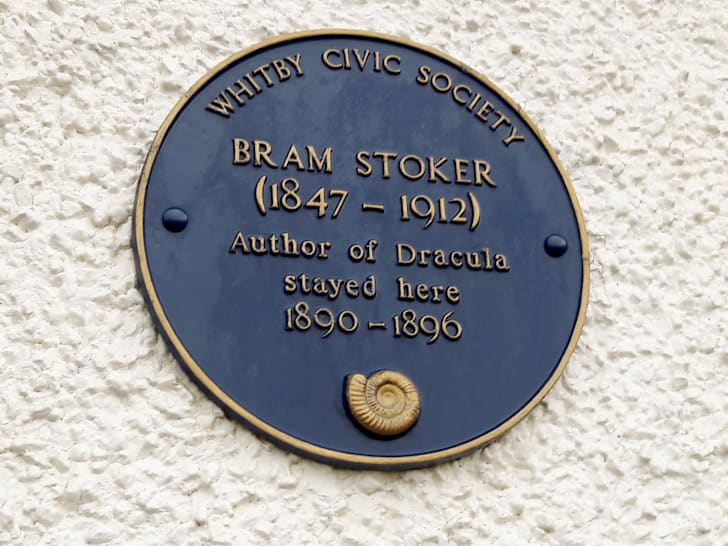 WHITBY CIVIC SOCIETY
BRAM STOKER
(1847 – 1912)
Author of Dracula
stayed here
1890 – 1896